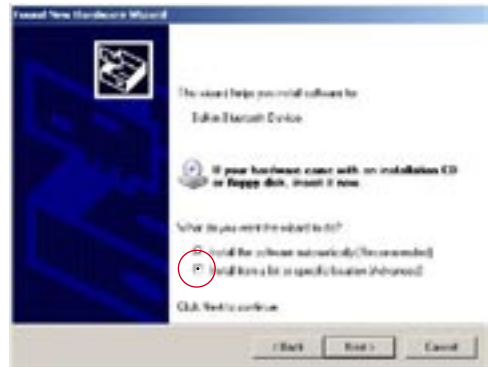 Found New Hardware Wizard
This wizard helps you install software for:
Bluetooth Device
If your hardware came with an installation CD
or floppy disk, insert it now.
What do you want the wizard to do?
Install the software automatically (Recommended)
Install from a list or specific location (Advanced)
Click Next to continue.
< Back
Next >
Cancel